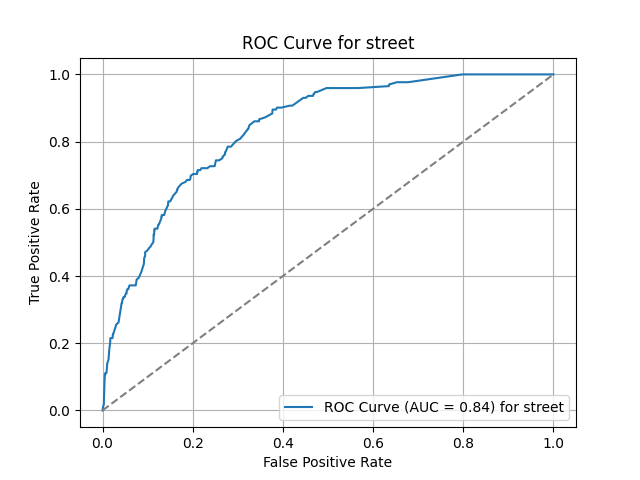 ROC Curve for street
True Positive Rate
1.0
0.8
0.6
0.4
0.2
0.0
ROC Curve (AUC = 0.84) for street
0.0 0.2 0.4 0.6 0.8 1.0
False Positive Rate